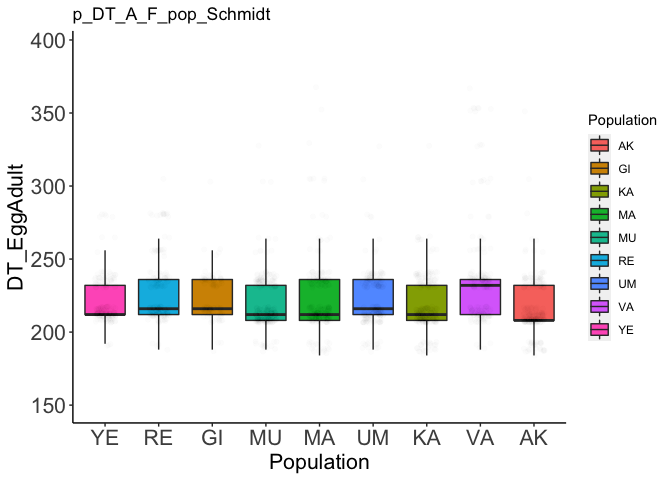 p_DT_A_F_pop_Schmidt
400
350
300
250
200
150
DT_EggAdult
YE RE GI MU MA UM KA VA AK
Population
Population
AK
GI
KA
MA
MU
RE
UM
VA
YE